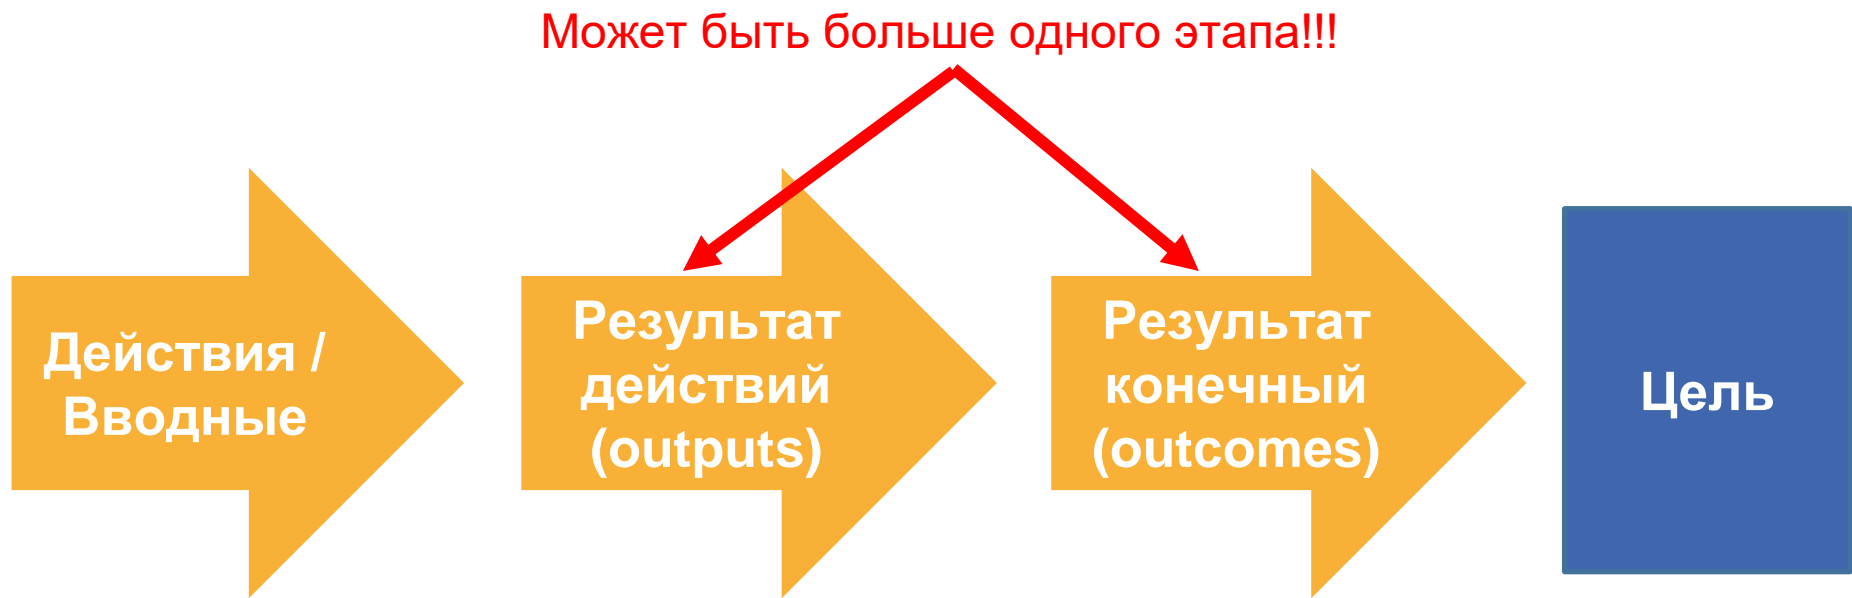 Может быть больше одного этапа!!!
Действия /
Вводные
Результат
действий
(outputs)
Результат
конечный
(outcomes)
Цель